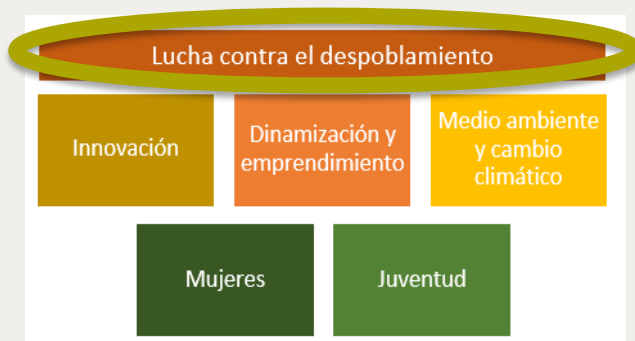 Lucha contra el despoblamiento
Innovación
Dinamización y
emprendimiento
Medio ambiente
y cambio
climático
Mujeres
Juventud